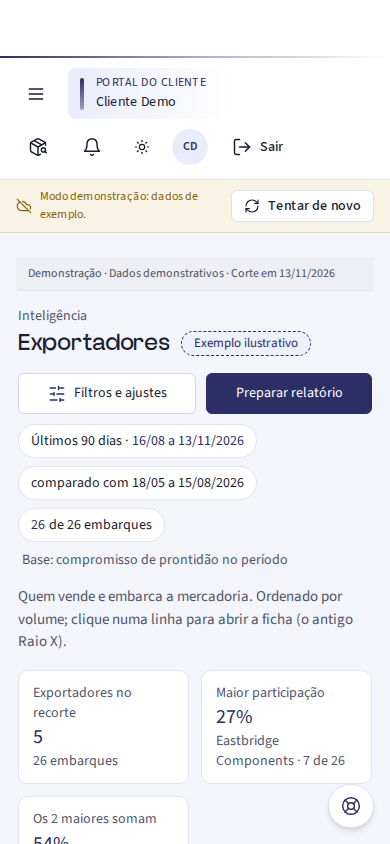 PORTAL DO CLIENTE
Cliente Demo
CD
Sair
Modo demonstração: dados de
exemplo.
Tentar de novo
Demonstração · Dados demonstrativos · Corte em 13/11/2026
Inteligência
Exportadores
Exemplo ilustrativo
Filtros e ajustes
Preparar relatório
Últimos 90 dias · 16/08 a 13/11/2026
comparado com 18/05 a 15/08/2026
26 de 26 embarques
Base: compromisso de prontidão no período
Quem vende e embarca a mercadoria. Ordenado por
volume; clique numa linha para abrir a ficha (o antigo
Raio X).
Exportadores no
recorte
5
26 embarques
Maior participação
27%
Eastbridge
Components · 7 de 26
Os 2 maiores somam
54%